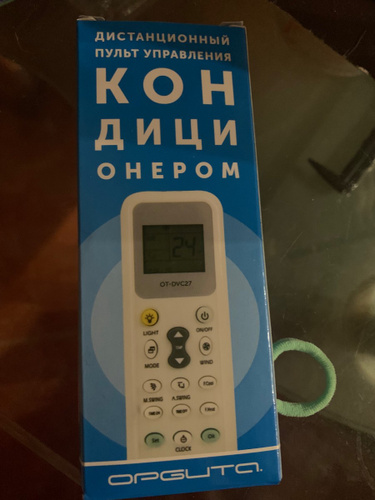 ДИСТАНЦИОННЫЙ
ПУЛЬТ УПРАВЛЕНИЯ
КОН
ДИЦИ
ОНЕРОМ
24
OT-DVC27
LIGHT ON/OFF
MODE WIND
M.SWING A.SWING
Set OK
CLOCK
ОРБИТА.